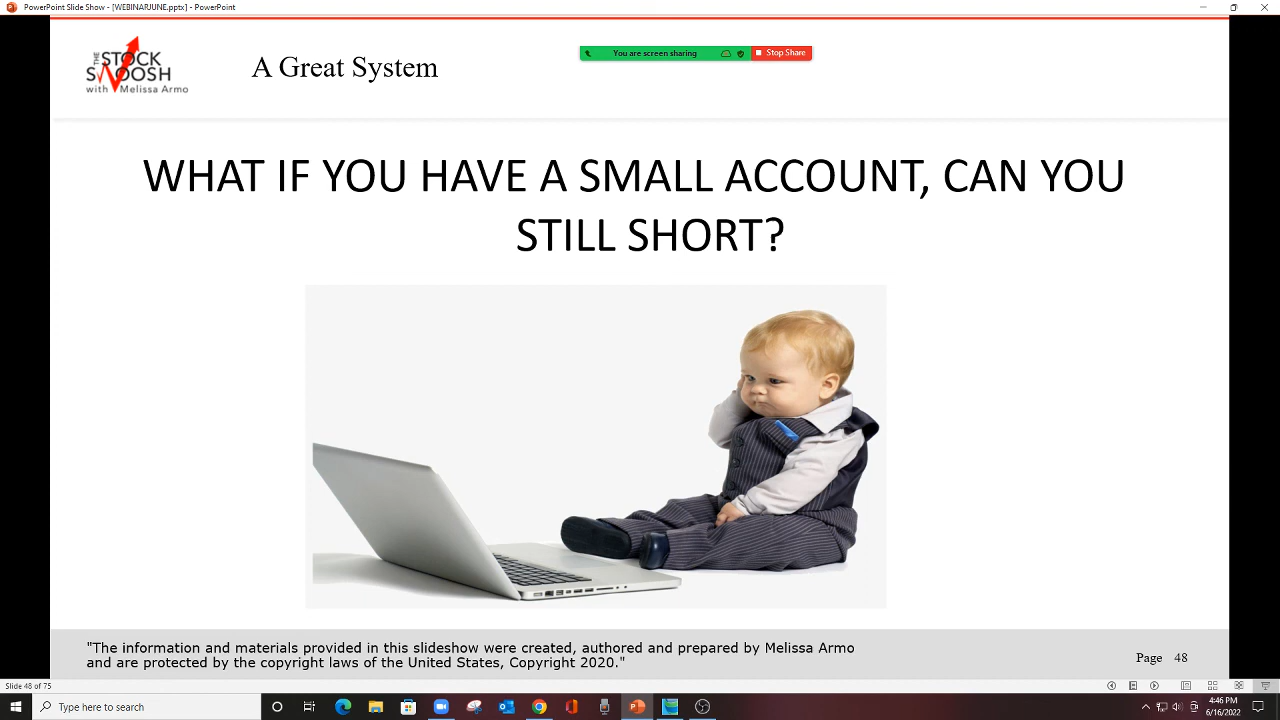 PowerPoint Slide Show - [WEBINARJUNE.pptx] - PowerPoint
You are screen sharing
Stop Share
THE
STOCK
SWOOSH
with Melissa Armo
A Great System
WHAT IF YOU HAVE A SMALL ACCOUNT, CAN YOU
STILL SHORT?
"The information and materials provided in this slideshow were created, authored and prepared by Melissa Armo
and are protected by the copyright laws of the United States, Copyright 2020."
Page 48
Slide 48 of 75
Type here to search
4:46 PM
6/16/2022